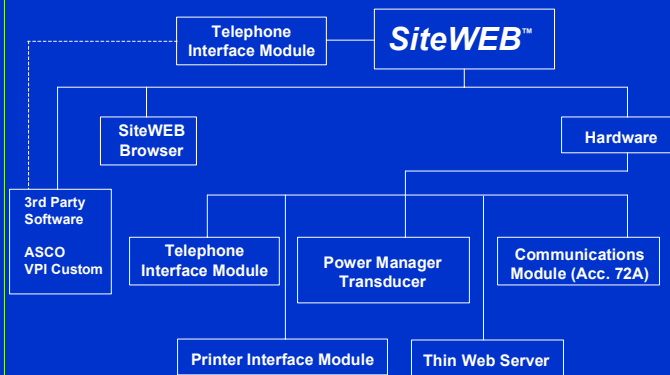 Telephone
Interface Module
SiteWEB™
SiteWEB
Browser
Hardware
3rd Party
Software
ASCO
VPI Custom
Telephone
Interface Module
Power Manager
Transducer
Communications
Module (Acc. 72A)
Printer Interface Module
Thin Web Server